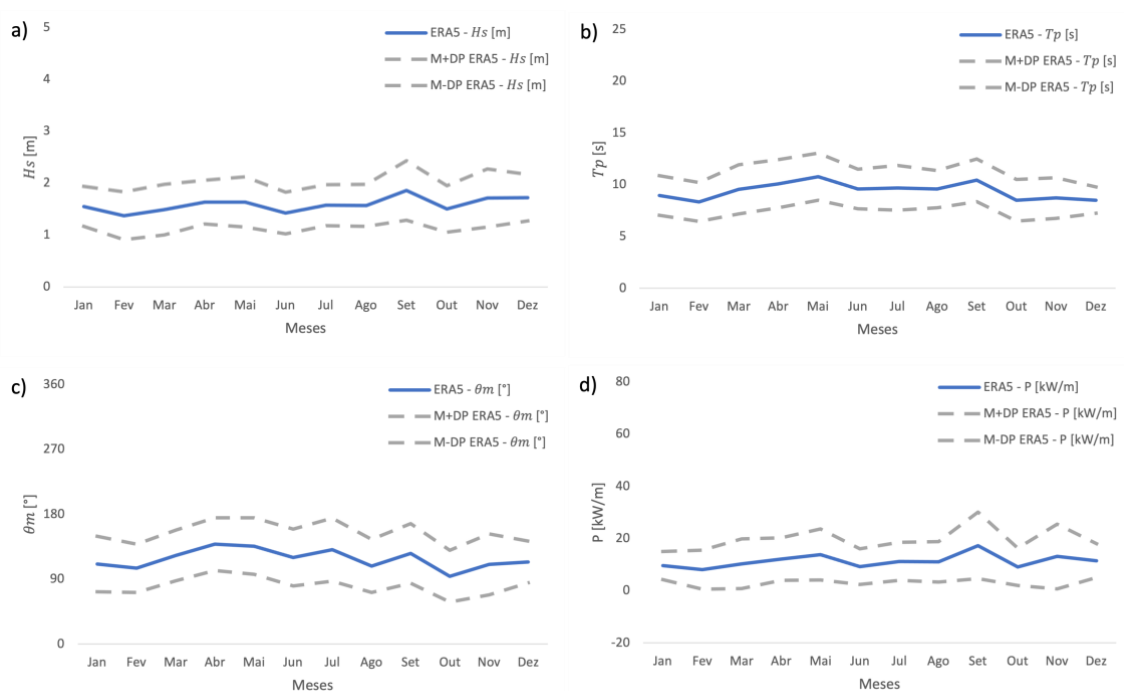 a)
5
4
3
2
1
0
Hs [m]
ERA5 - Hs [m]
M+DP ERA5 - Hs [m]
M-DP ERA5 - Hs [m]
Jan Fev Mar Abr Mai Jun Jul Ago Set Out Nov Dez
Meses
b)
25
20
15
10
5
0
Tp [s]
ERA5 - Tp [s]
M+DP ERA5 - Tp [s]
M-DP ERA5 - Tp [s]
Jan Fev Mar Abr Mai Jun Jul Ago Set Out Nov Dez
Meses
c)
360
270
180
90
0
θm [°]
ERA5 - θm [°]
M+DP ERA5 - θm [°]
M-DP ERA5 - θm [°]
Jan Fev Mar Abr Mai Jun Jul Ago Set Out Nov Dez
Meses
d)
80
60
40
20
0
-20
P [kW/m]
ERA5 - P [kW/m]
M+DP ERA5 - P [kW/m]
M-DP ERA5 - P [kW/m]
Jan Fev Mar Abr Mai Jun Jul Ago Set Out Nov Dez
Meses